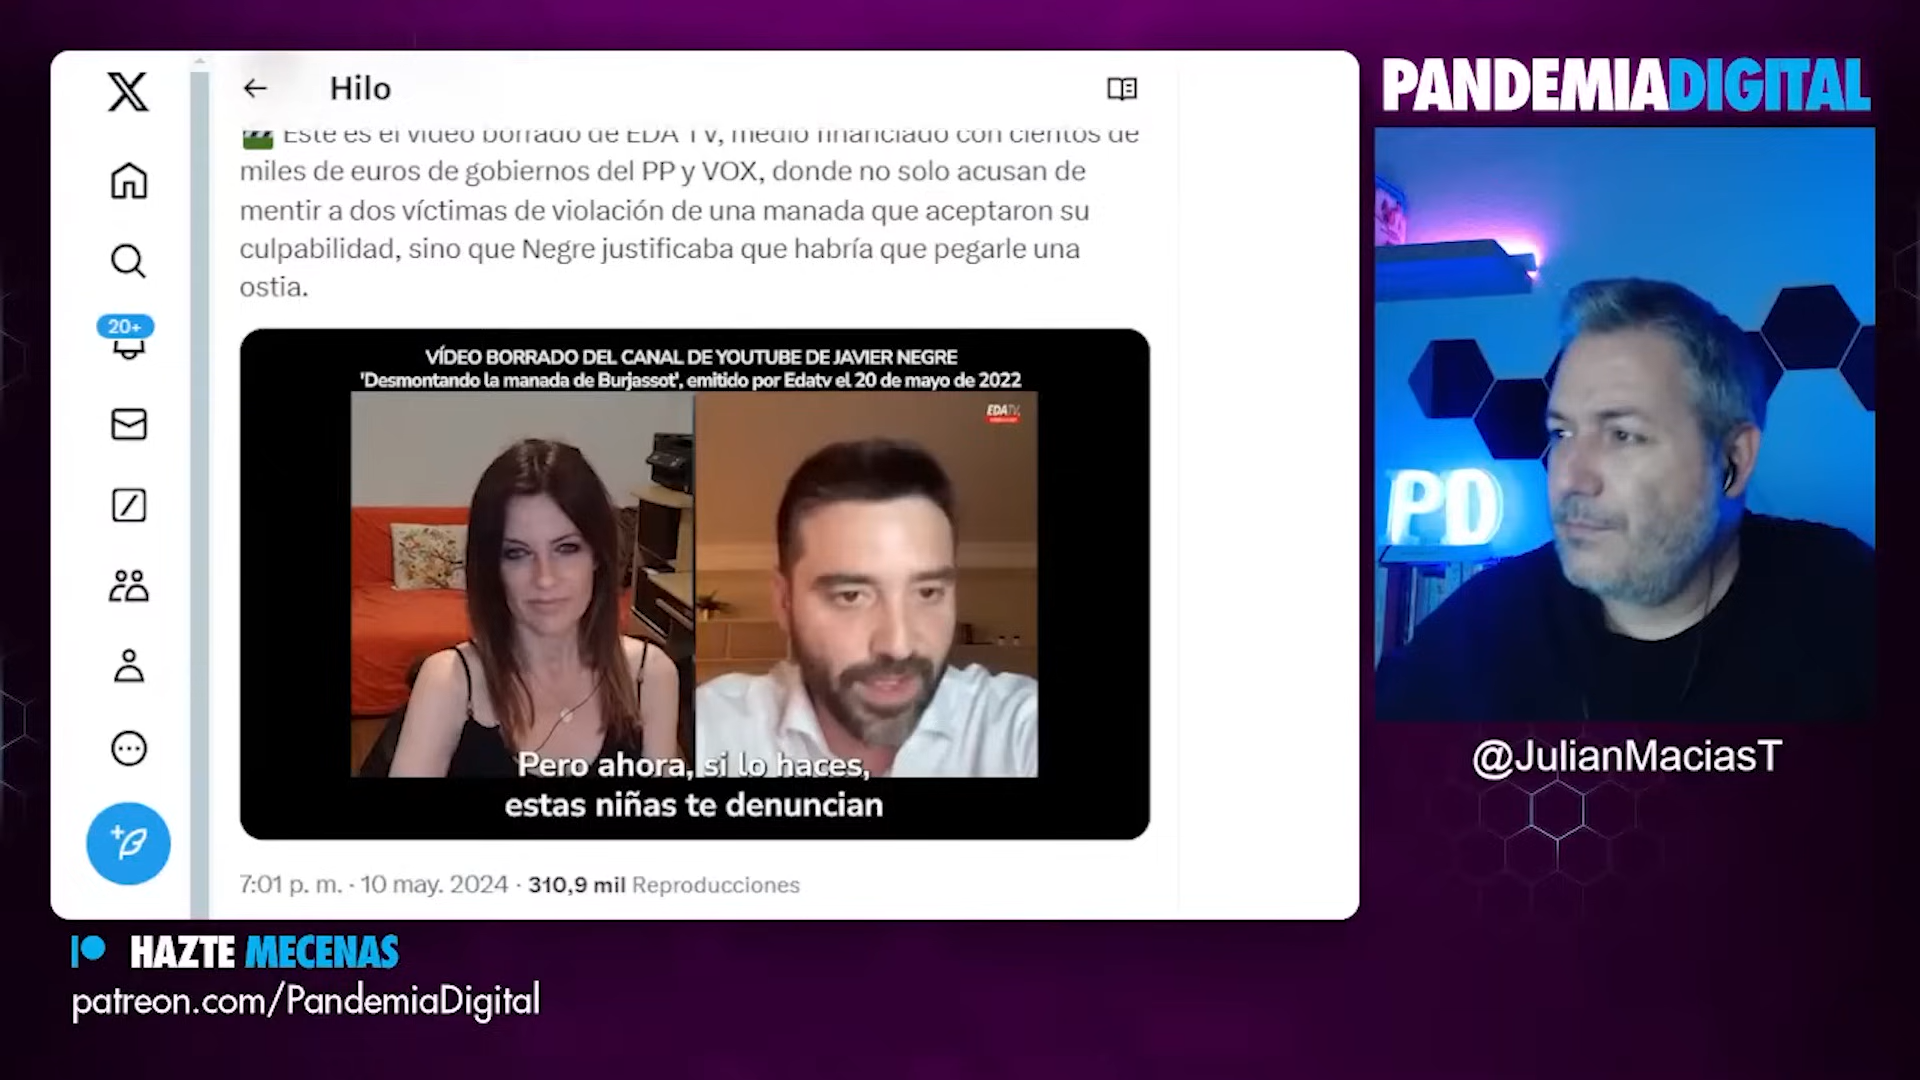 X
Hilo
Este es el vídeo borrado de EDA TV, medio financiado con cientos de
miles de euros de gobiernos del PP y VOX, donde no solo acusan de
mentir a dos víctimas de violación de una manada que aceptaron su
culpabilidad, sino que Negre justificaba que habría que pegarle una
ostia.
20+
VÍDEO BORRADO DEL CANAL DE YOUTUBE DE JAVIER NEGRE
'Desmontando la manada de Burjassot', emitido por Edatv el 20 de mayo de 2022
EDATV
Pero ahora, si lo haces,
estas niñas te denuncian
7:01 p. m. · 10 may. 2024 · 310,9 mil Reproducciones
PANDEMIADIGITAL
PD
@JulianMaciasT
HAZTE MECENAS
patreon.com/PandemiaDigital